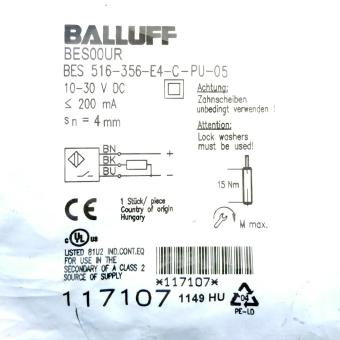 BALLUFF
BES00UR
BES 516-356-E4-C-PU-05
10-30 V DC
≤ 200 mA
sn = 4mm
Achtung:
Zahnscheiben
unbedingt verwenden !
Attention:
Lock washers
must be used!
BN +
BK
BU -
15 Nm
M max.
CE
1 Stück/ piece
Country of origin
Hungary
c UL US
LISTED 81U2 IND.CONT.EQ
FOR USE IN THE
SECONDARY OF A CLASS 2
SOURCE OF SUPPLY
*117107*
117107 1149 HU
04
PE-LD